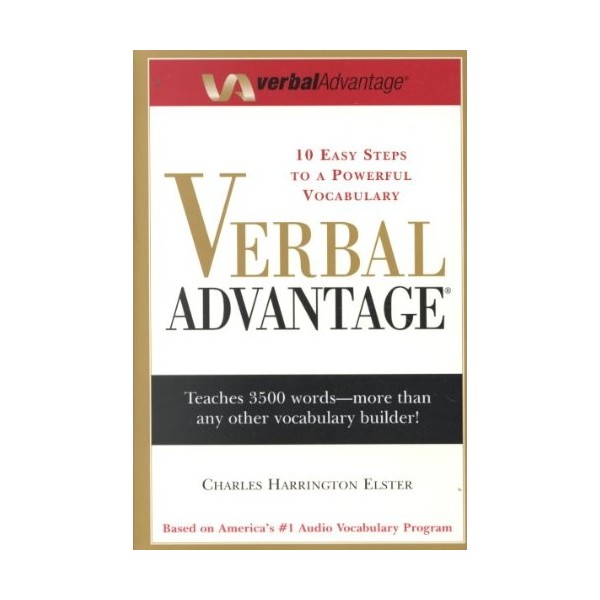 verbalAdvantage®
10 EASY STEPS
TO A POWERFUL
VOCABULARY
VERBAL
ADVANTAGE®
Teaches 3500 words—more than
any other vocabulary builder!
CHARLES HARRINGTON ELSTER
Based on America's #1 Audio Vocabulary Program